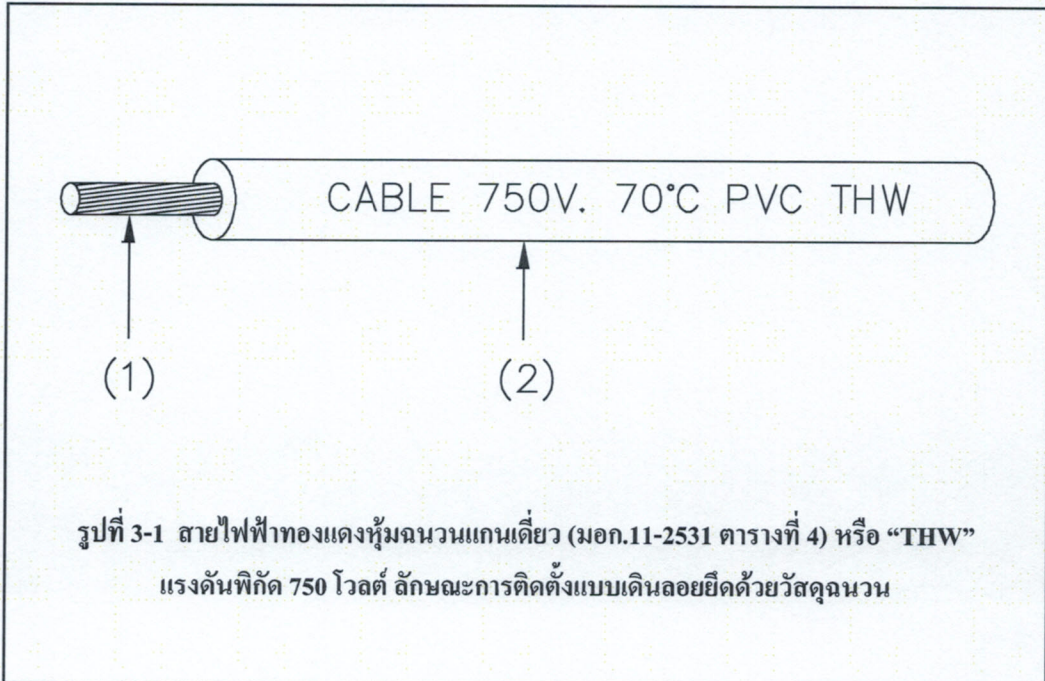 CABLE 750V. 70°C PVC THW
(1) (2)
รูปที่ 3-1 สายไฟฟ้าทองแดงหุ้มฉนวนแกนเดี่ยว (มอก.11-2531 ตารางที่ 4) หรือ “THW”
แรงดันพิกัด 750 โวลต์ ลักษณะการติดตั้งแบบเดินลอยยึดด้วยวัสดุฉนวน